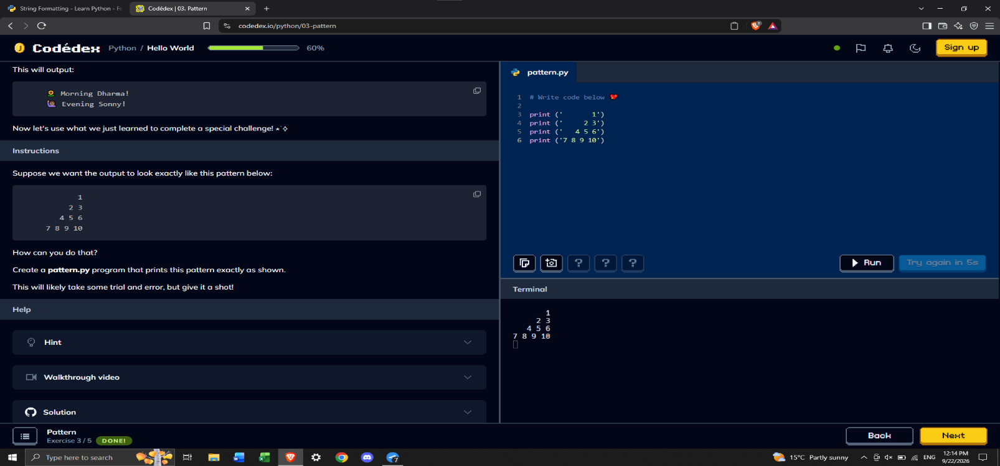 String Formatting - Learn Python - Fr
Codédex | 03. Pattern
codedex.io/python/03-pattern
Codédex
Python / Hello World
60%
Sign up
This will output:
🌻 Morning Dharma!
🙋🏽 Evening Sonny!
Now let's use what we just learned to complete a special challenge! ⋆˙⟡
Instructions
Suppose we want the output to look exactly like this pattern below:
1
2 3
4 5 6
7 8 9 10
How can you do that?
Create a pattern.py program that prints this pattern exactly as shown.
This will likely take some trial and error, but give it a shot!
Help
Hint
Walkthrough video
Solution
pattern.py
1 # Write code below 💖
2
3 print ('      1')
4 print ('    2 3')
5 print ('  4 5 6')
6 print ('7 8 9 10')
? ? ?
Run
Try again in 5s
Terminal
1
2 3
4 5 6
7 8 9 10
Pattern
Exercise 3 / 5 DONE!
Back
Next
Type here to search
15°C Partly sunny
ENG
12:14 PM
9/22/2026